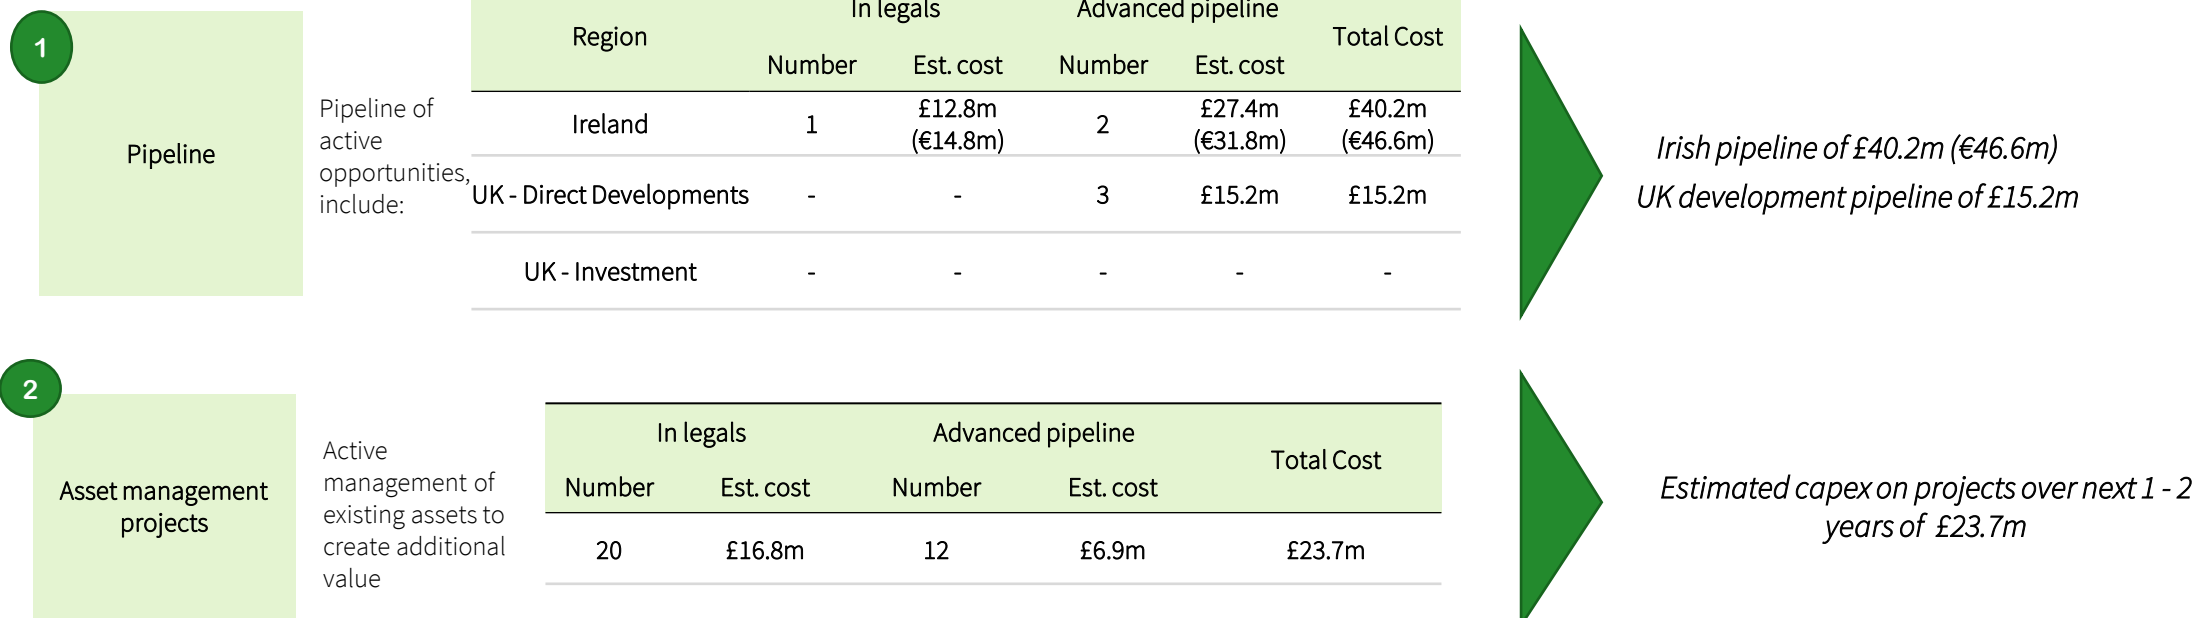 1
Pipeline
Pipeline of
active
opportunities,
include:
In legals Advanced pipeline
Region Total Cost
Number Est. cost Number Est. cost
Ireland 1 £12.8m (€14.8m) 2 £27.4m (€31.8m) £40.2m (€46.6m)
UK - Direct Developments - - 3 £15.2m £15.2m
UK - Investment - - - - -
Irish pipeline of £40.2m (€46.6m)
UK development pipeline of £15.2m
2
Asset management
projects
Active
management of
existing assets to
create additional
value
In legals Advanced pipeline
Total Cost
Number Est. cost Number Est. cost
20 £16.8m 12 £6.9m £23.7m
Estimated capex on projects over next 1 - 2
years of £23.7m